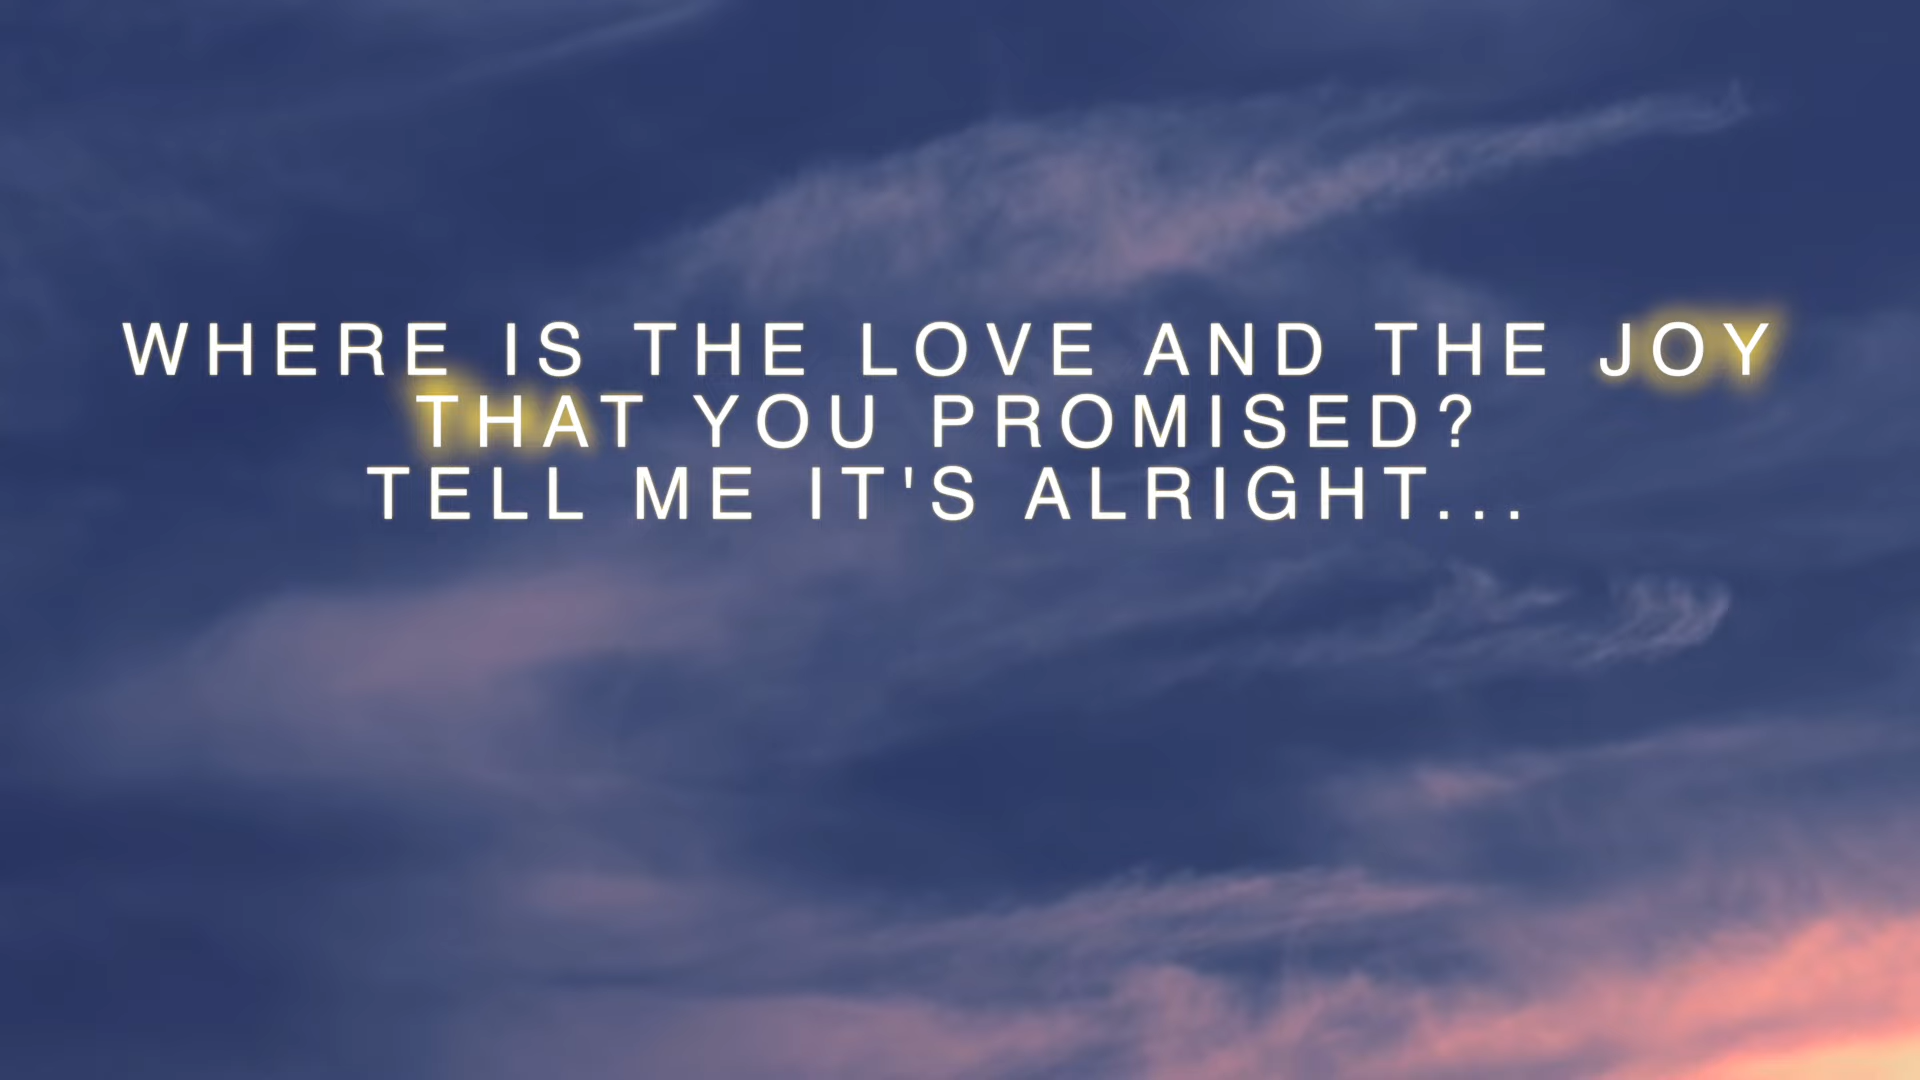 WHERE IS THE LOVE AND THE JOY
THAT YOU PROMISED?
TELL ME IT'S ALRIGHT...